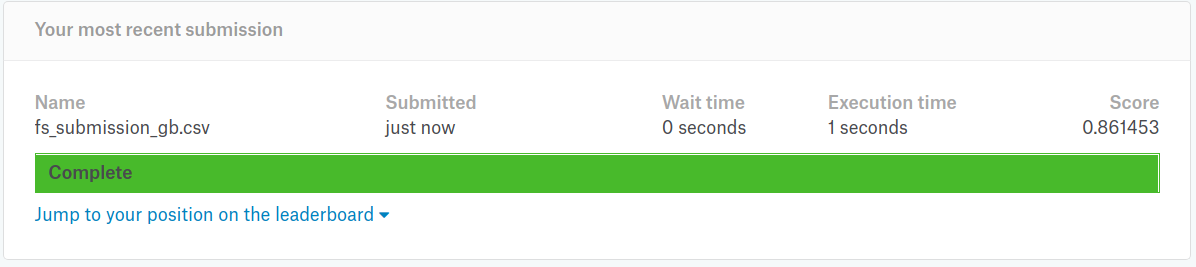 Your most recent submission
Name Submitted Wait time Execution time Score
fs_submission_gb.csv just now 0 seconds 1 seconds 0.861453
Complete
Jump to your position on the leaderboard